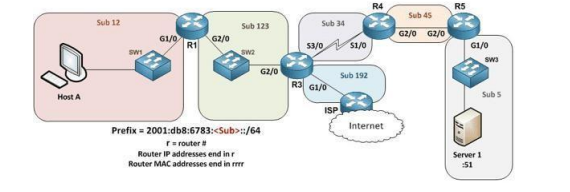 Sub 12
Sub 123
Sub 34
R4
Sub 45
R5
G1/0
R1
G2/0
S3/0
S1/0
G2/0
G2/0
G1/0
SW1
SW2
G2/0
R3
Sub 192
SW3
Host A
G1/0
Sub 5
ISP
Internet
Prefix = 2001:db8:6783:<Sub>::/64
r = router #
Router IP addresses end in r
Router MAC addresses end in rrrr
Server 1
:S1